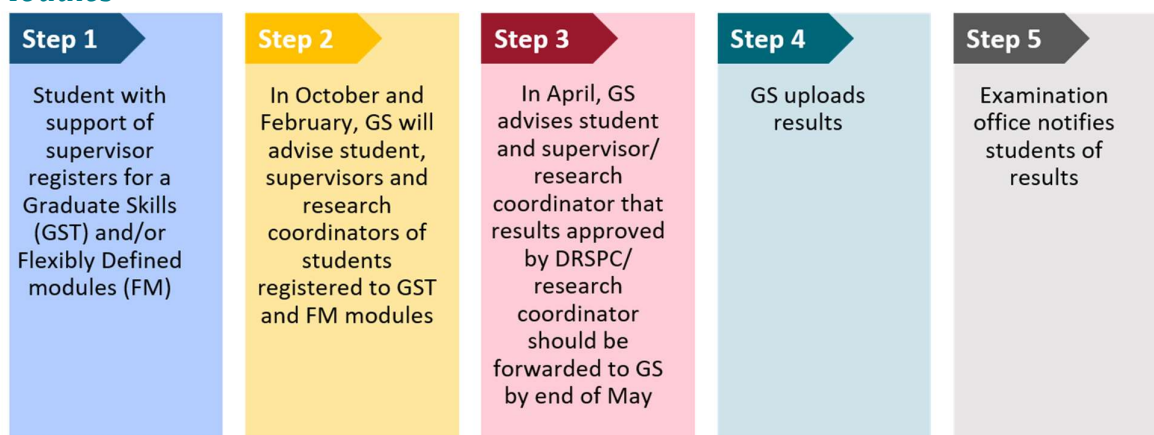 Step 1
Student with
support of
supervisor
registers for a
Graduate Skills
(GST) and/or
Flexibly Defined
modules (FM)
Step 2
In October and
February, GS will
advise student,
supervisors and
research
coordinators of
students
registered to GST
and FM modules
Step 3
In April, GS
advises student
and supervisor/
research
coordinator that
results approved
by DRSPC/
research
coordinator
should be
forwarded to GS
by end of May
Step 4
GS uploads
results
Step 5
Examination
office notifies
students of
results